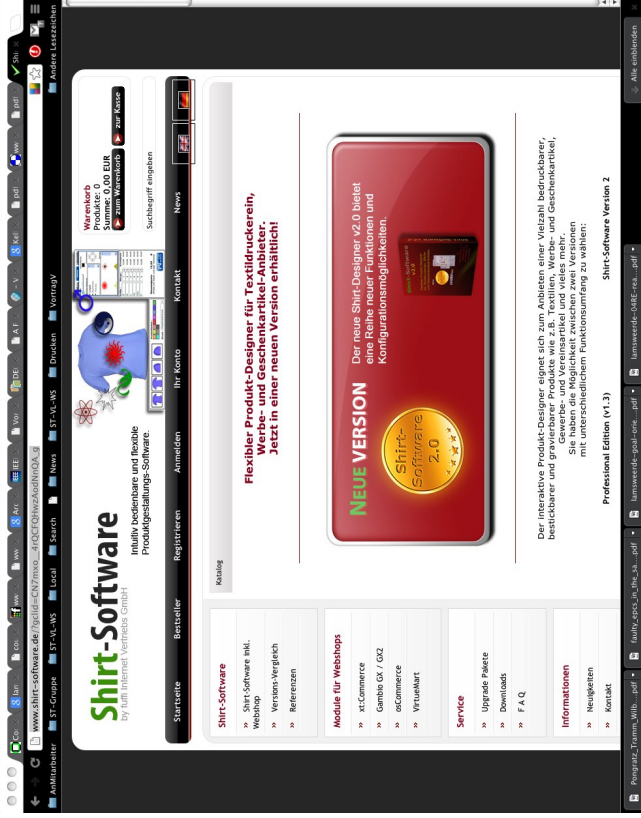 www.shirt-software.de/?gclid=CN7mxo__4rQCFQHwzAodNnIQA.g
AnMitarbeiter
ST-Gruppe
ST-VL-WS
Local
Search
News
ST-VL-WS
Drucken
VortragV
Andere Lesezeichen
Shirt-Software
by tuffi Internet Vertriebs GmbH
Intuitiv bedienbare und flexible
Produktgestaltungs-Software.
Warenkorb
Produkte: 0
Summe: 0,00 EUR
zum Warenkorb
zur Kasse
Suchbegriff eingeben
Startseite
Bestseller
Registrieren
Anmelden
Ihr Konto
Kontakt
News
Shirt-Software
» Shirt-Software inkl.
Webshop
» Versions-Vergleich
» Referenzen
Module für Webshops
» xt:Commerce
» Gambio GX / GX2
» osCommerce
» VirtueMart
Service
» Upgrade Pakete
» Downloads
» F A Q
Informationen
» Neuigkeiten
» Kontakt
Katalog
Flexibler Produkt-Designer für Textildruckerein,
Werbe- und Geschenkartikel-Anbieter.
Jetzt in einer neuen Version erhältlich!
NEUE VERSION
Shirt-
Software
2.0
Der neue Shirt-Designer v2.0 bietet
eine Reihe neuer Funktionen und
Konfigurationsmöglichkeiten.
Shirt-Software
v2.0
Der interaktive Produkt-Designer eignet sich zum Anbieten einer Vielzahl bedruckbarer,
bestickbarer und gravierbarer Produkte wie z.B. Textilien, Werbe- und Geschenkartikel,
Gewerbe- und Vereinsartikel und vieles mehr.
Sie haben die Möglichkeit zwischen zwei Versionen
mit unterschiedlichem Funktionsumfang zu wählen:
Professional Edition (v1.3)
Shirt-Software Version 2
Pongratz_Tramm_Wilb...pdf
faulty_epcs_in_the_sa....pdf
lamsweerde-goal-orie....pdf
lamsweerde-04RE-rea....pdf
Alle einblenden